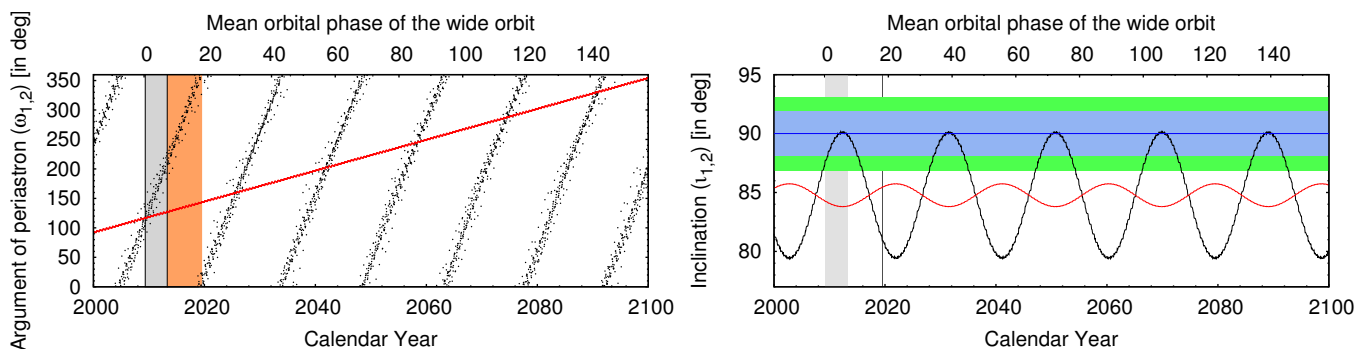 Mean orbital phase of the wide orbit
0 20 40 60 80 100 120 140
Argument of periastron (ω1,2) [in deg]
350
300
250
200
150
100
50
0
2000 2020 2040 2060 2080 2100
Calendar Year
Mean orbital phase of the wide orbit
0 20 40 60 80 100 120 140
Inclination (ι1,2) [in deg]
95
90
85
80
2000 2020 2040 2060 2080 2100
Calendar Year